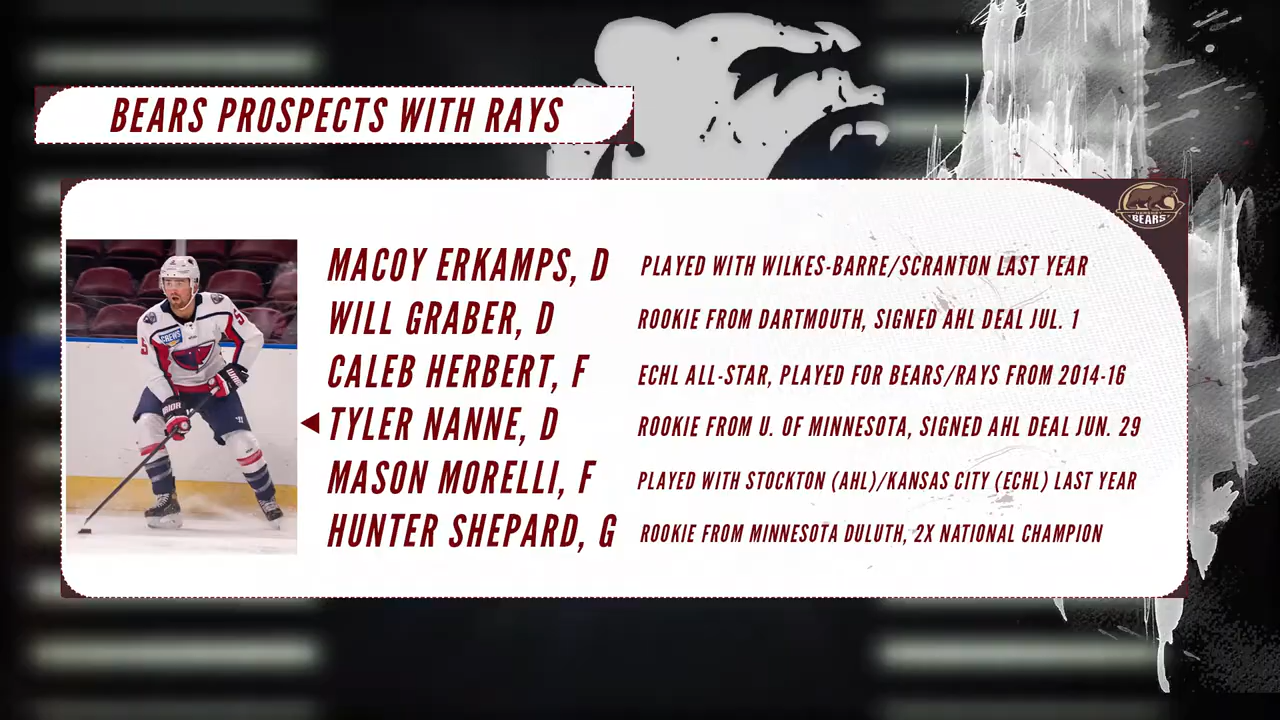 BEARS PROSPECTS WITH RAYS
HERSHEY
BEARS
MACOY ERKAMPS, D PLAYED WITH WILKES-BARRE/SCRANTON LAST YEAR
WILL GRABER, D ROOKIE FROM DARTMOUTH, SIGNED AHL DEAL JUL. 1
CALEB HERBERT, F ECHL ALL-STAR, PLAYED FOR BEARS/RAYS FROM 2014-16
TYLER NANNE, D ROOKIE FROM U. OF MINNESOTA, SIGNED AHL DEAL JUN. 29
MASON MORELLI, F PLAYED WITH STOCKTON (AHL)/KANSAS CITY (ECHL) LAST YEAR
HUNTER SHEPARD, G ROOKIE FROM MINNESOTA DULUTH, 2X NATIONAL CHAMPION